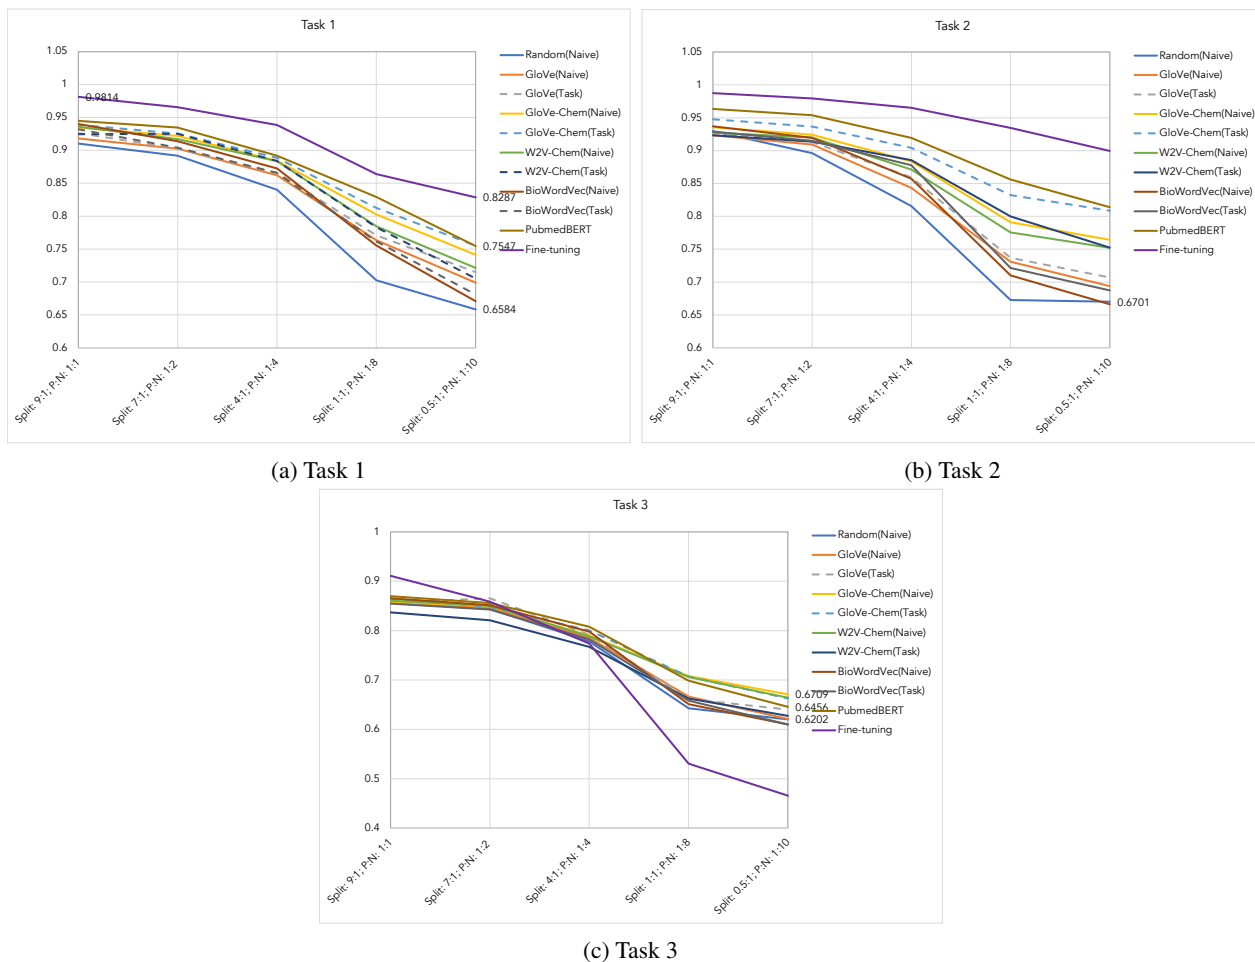 Task 1
1.05
1
0.95
0.9
0.85
0.8
0.75
0.7
0.65
0.6
0.9814
0.8287
0.7547
0.6584
Split: 9:1; P:N: 1:1
Split: 7:1; P:N: 1:2
Split: 4:1; P:N: 1:4
Split: 1:1; P:N: 1:8
Split: 0.5:1; P:N: 1:10
Random(Naive)
GloVe(Naive)
GloVe(Task)
GloVe-Chem(Naive)
GloVe-Chem(Task)
W2V-Chem(Naive)
W2V-Chem(Task)
BioWordVec(Naive)
BioWordVec(Task)
PubmedBERT
Fine-tuning
(a) Task 1
Task 2
1.05
1
0.95
0.9
0.85
0.8
0.75
0.7
0.65
0.6
0.6701
Split: 9:1; P:N: 1:1
Split: 7:1; P:N: 1:2
Split: 4:1; P:N: 1:4
Split: 1:1; P:N: 1:8
Split: 0.5:1; P:N: 1:10
Random(Naive)
GloVe(Naive)
GloVe(Task)
GloVe-Chem(Naive)
GloVe-Chem(Task)
W2V-Chem(Naive)
W2V-Chem(Task)
BioWordVec(Naive)
BioWordVec(Task)
PubmedBERT
Fine-tuning
(b) Task 2
Task 3
1
0.9
0.8
0.7
0.6
0.5
0.4
0.6709
0.6456
0.6202
Split: 9:1; P:N: 1:1
Split: 7:1; P:N: 1:2
Split: 4:1; P:N: 1:4
Split: 1:1; P:N: 1:8
Split: 0.5:1; P:N: 1:10
Random(Naive)
GloVe(Naive)
GloVe(Task)
GloVe-Chem(Naive)
GloVe-Chem(Task)
W2V-Chem(Naive)
W2V-Chem(Task)
BioWordVec(Naive)
BioWordVec(Task)
PubmedBERT
Fine-tuning
(c) Task 3